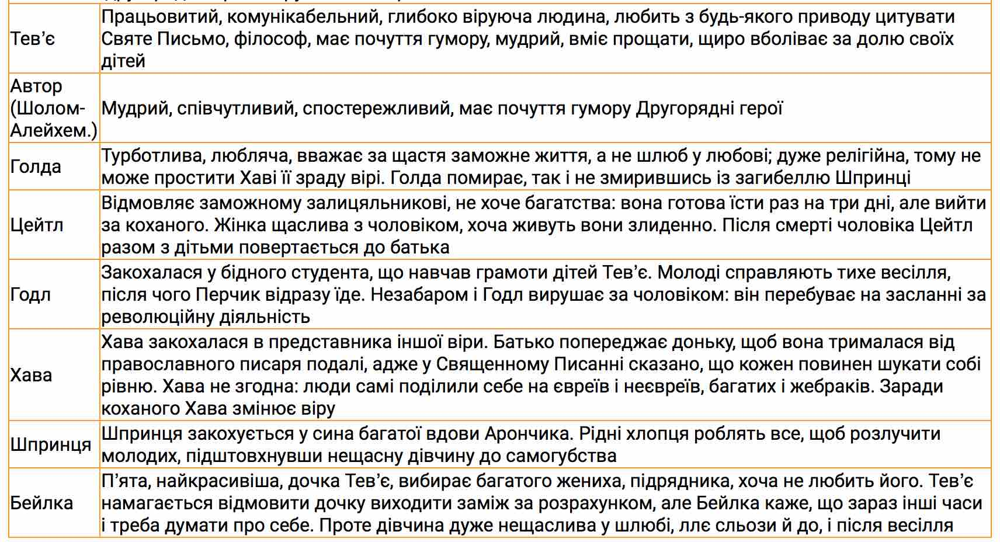 Тев’є
Працьовитий, комунікабельний, глибоко віруюча людина, любить з будь-якого приводу цитувати
Святе Письмо, філософ, має почуття гумору, мудрий, вміє прощати, щиро вболіває за долю своїх
дітей
Автор
(Шолом-
Алейхем.)
Мудрий, співчутливий, спостережливий, має почуття гумору Другорядні герої
Голда
Турботлива, любляча, вважає за щастя заможне життя, а не шлюб у любові; дуже релігійна, тому не
може простити Хаві її зраду вірі. Голда помирає, так і не змирившись із загибеллю Шпринці
Цейтл
Відмовляє заможному залицяльникові, не хоче багатства: вона готова їсти раз на три дні, але вийти
за коханого. Жінка щаслива з чоловіком, хоча живуть вони злиденно. Після смерті чоловіка Цейтл
разом з дітьми повертається до батька
Годл
Закохалася у бідного студента, що навчав грамоти дітей Тев’є. Молоді справляють тихе весілля,
після чого Перчик відразу їде. Незабаром і Годл вирушає за чоловіком: він перебуває на засланні за
революційну діяльність
Хава
Хава закохалася в представника іншої віри. Батько попереджає доньку, щоб вона трималася від
православного писаря подалі, адже у Священному Писанні сказано, що кожен повинен шукати собі
рівню. Хава не згодна: люди самі поділили себе на євреїв і неєвреїв, багатих і жебраків. Заради
коханого Хава змінює віру
Шпринця
Шпринця закохується у сина багатої вдови Арончика. Рідні хлопця роблять все, щоб розлучити
молодих, підштовхнувши нещасну дівчину до самогубства
Бейлка
П’ята, найкрасивіша, дочка Тев’є, вибирає багатого жениха, підрядника, хоча не любить його. Тев’є
намагається відмовити дочку виходити заміж за розрахунком, але Бейлка каже, що зараз інші часи
і треба думати про себе. Проте дівчина дуже нещаслива у шлюбі, ллє сльози й до, і після весілля